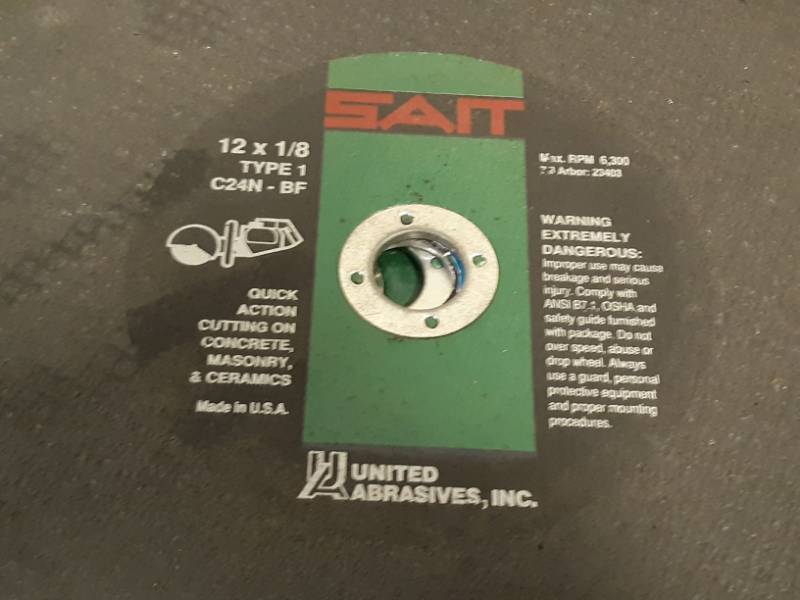 SAIT
12 x 1/8
TYPE 1
C24N - BF
Max. RPM 6,300
Arbor: 23403
QUICK
ACTION
CUTTING ON
CONCRETE,
MASONRY,
& CERAMICS
Made in U.S.A.
WARNING
EXTREMELY
DANGEROUS:
Improper use may cause
breakage and serious
injury. Comply with
ANSI B7.1, OSHA and
safety guide furnished
with package. Do not
over speed, abuse or
drop wheel. Always
use a guard, personal
protective equipment
and proper mounting
procedures.
UNITED
ABRASIVES, INC.